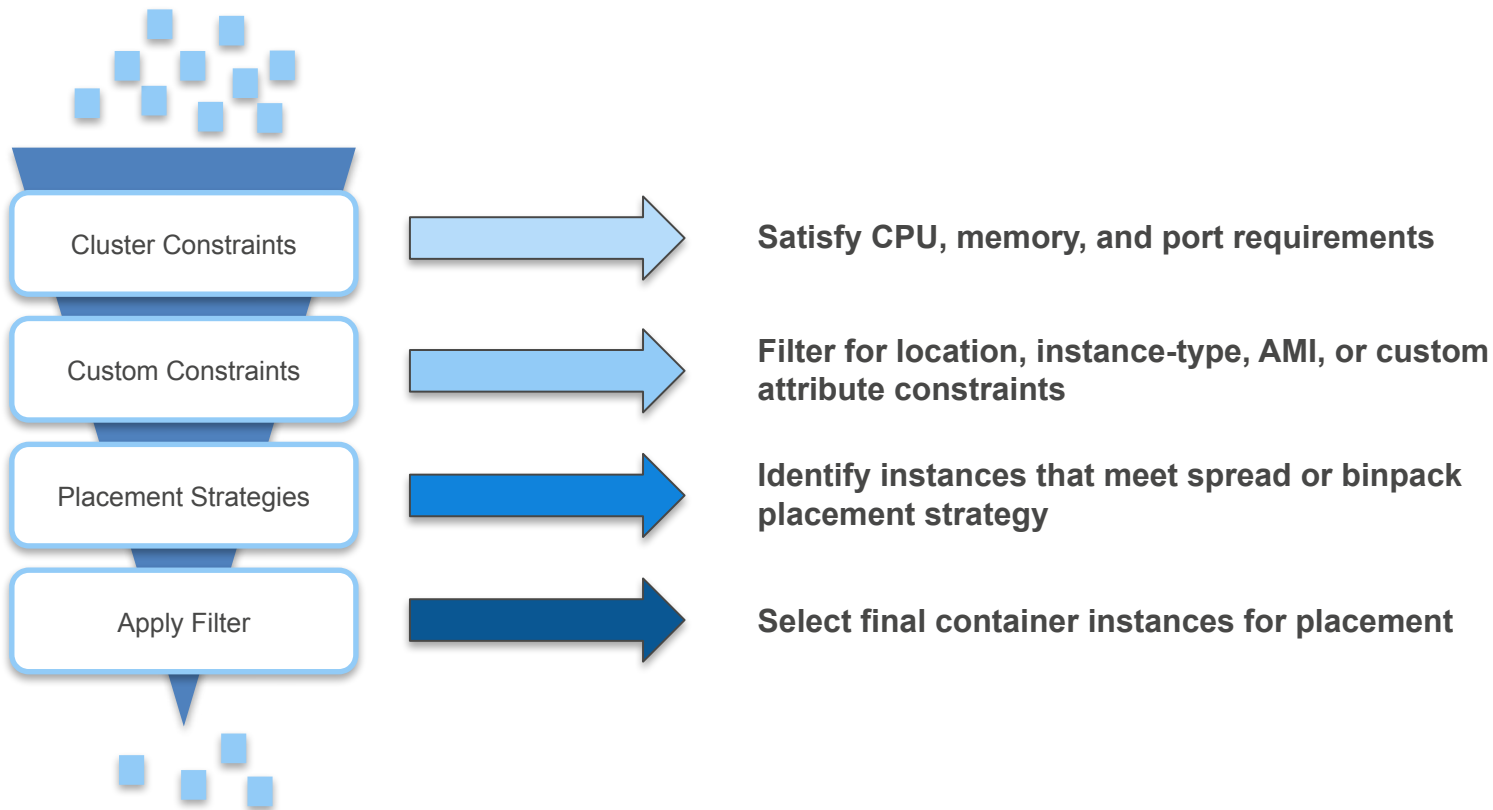 Cluster Constraints
Satisfy CPU, memory, and port requirements
Custom Constraints
Filter for location, instance-type, AMI, or custom
attribute constraints
Placement Strategies
Identify instances that meet spread or binpack
placement strategy
Apply Filter
Select final container instances for placement